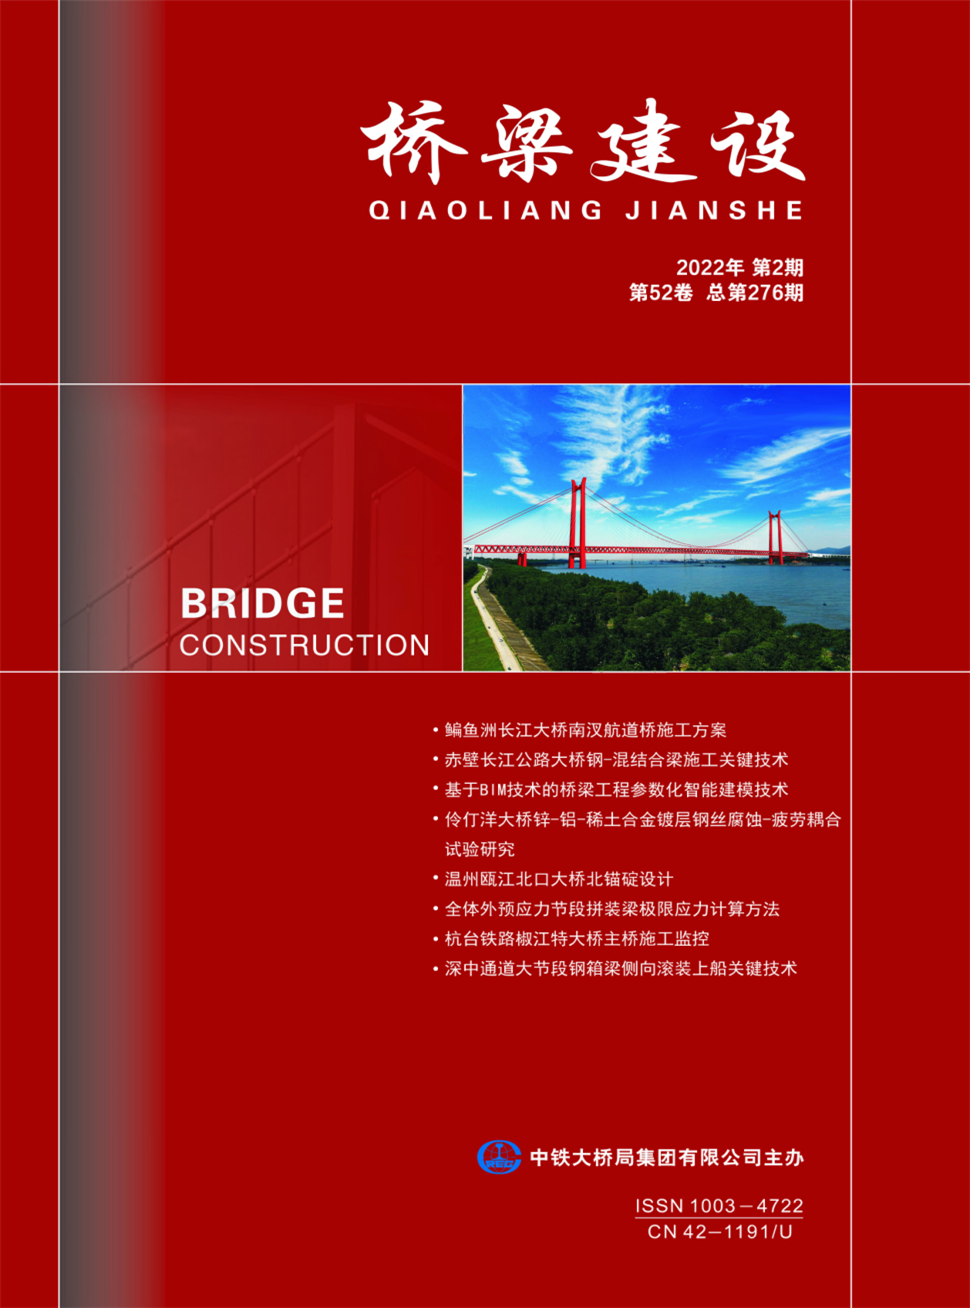 桥梁建设
QIAOLIANG JIANSHE
2022年 第2期
第52卷 总第276期
BRIDGE
CONSTRUCTION
·鳊鱼洲长江大桥南汊航道桥施工方案
·赤壁长江公路大桥钢-混结合梁施工关键技术
·基于BIM技术的桥梁工程参数化智能建模技术
·伶仃洋大桥锌-铝-稀土合金镀层钢丝腐蚀-疲劳耦合
试验研究
·温州瓯江北口大桥北锚碇设计
·全体外预应力节段拼装梁极限应力计算方法
·杭台铁路椒江特大桥主桥施工监控
·深中通道大节段钢箱梁侧向滚装上船关键技术
CREC
中铁大桥局集团有限公司主办
ISSN 1003－4722
CN 42－1191/U